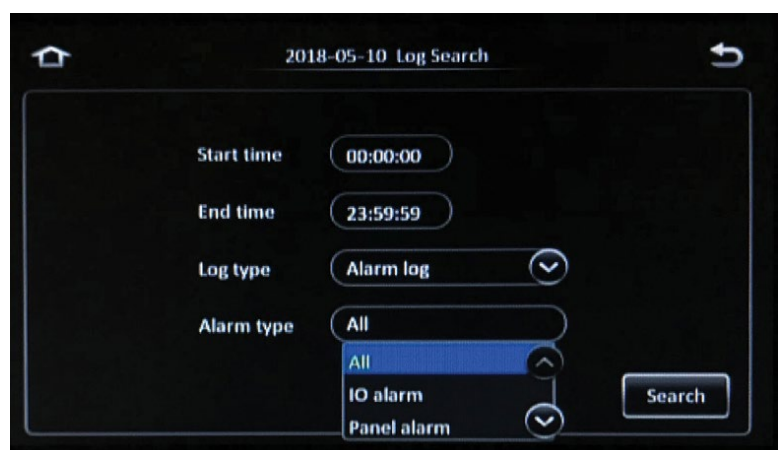 2018-05-10 Log Search
Start time 00:00:00
End time 23:59:59
Log type Alarm log
Alarm type All
All
IO alarm
Panel alarm
Search